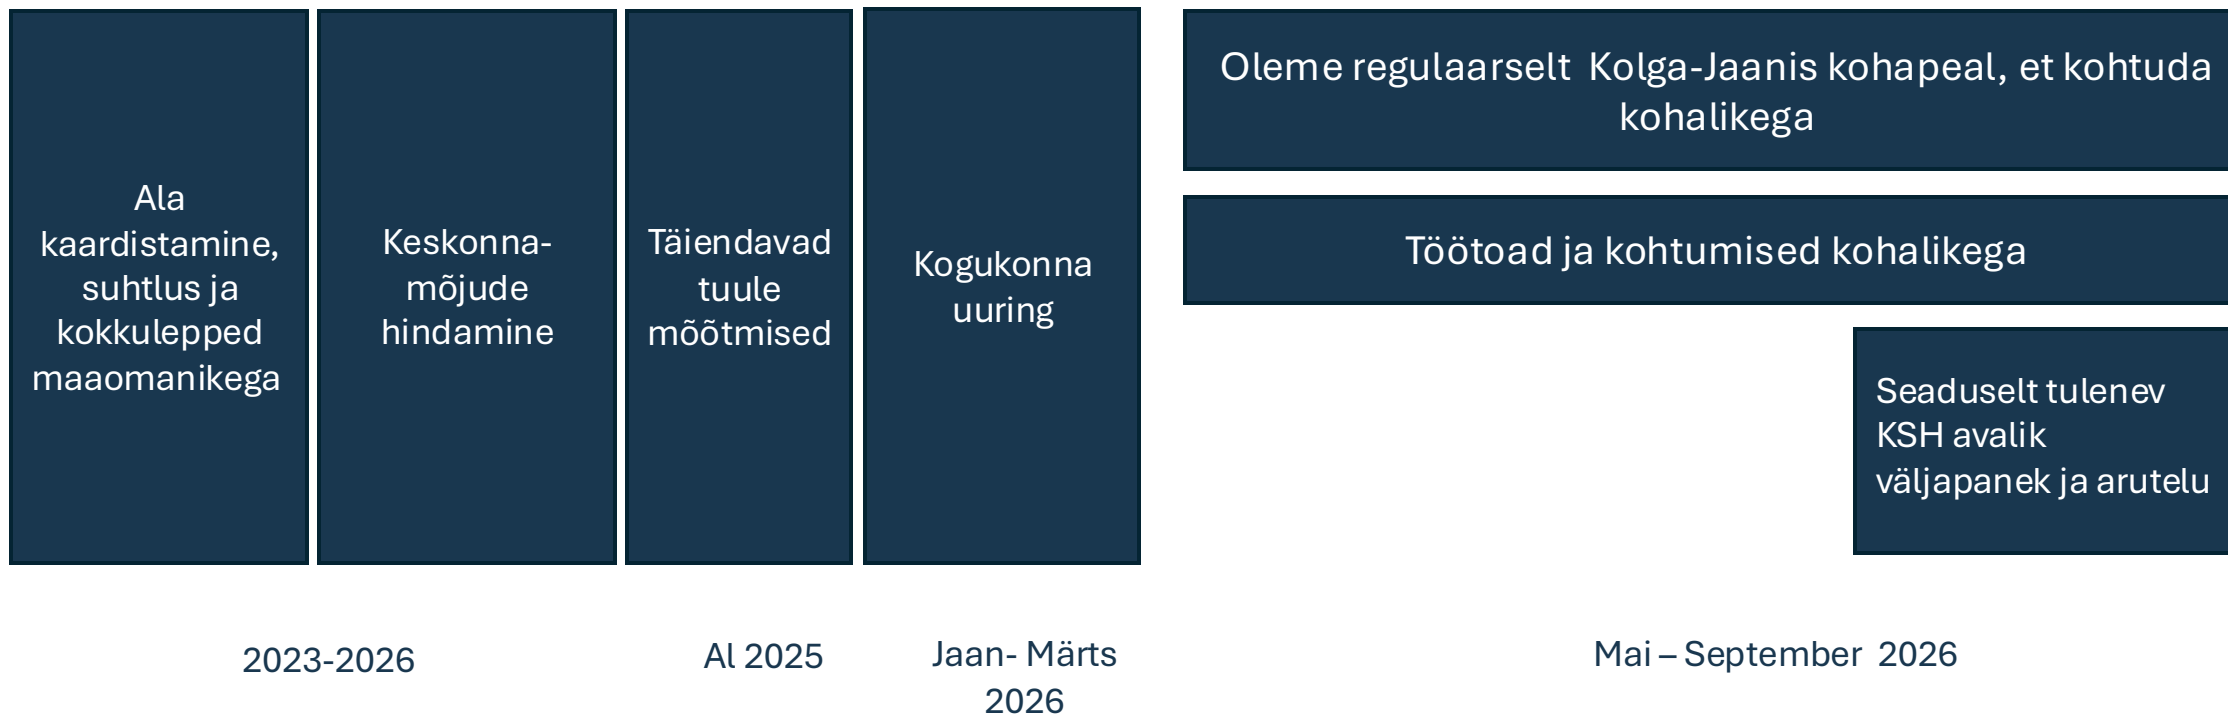 Ala
kaardistamine,
suhtlus ja
kokkulepped
maaomanikega
Keskonna-
mõjude
hindamine
Täiendavad
tuule
mõõtmised
Kogukonna
uuring
Oleme regulaarselt Kolga-Jaanis kohapeal, et kohtuda
kohalikega
Töötoad ja kohtumised kohalikega
Seaduselt tulenev
KSH avalik
väljapanek ja arutelu
2023-2026
Al 2025
Jaan- Märts
2026
Mai – September 2026